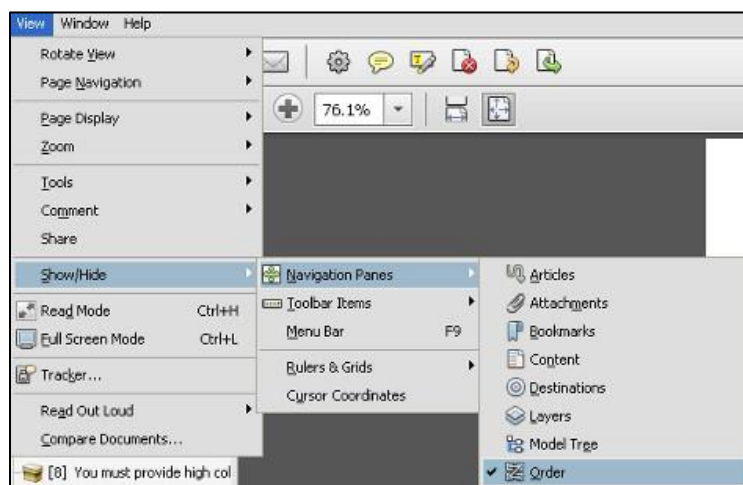 View Window Help
Rotate View
Page Navigation
Page Display
Zoom
Tools
Comment
Share
Show/Hide
Read Mode Ctrl+H
Full Screen Mode Ctrl+L
Tracker...
Read Out Loud
Compare Documents...
[8] You must provide high col
76.1%
Navigation Panes
Toolbar Items
Menu Bar F9
Rulers & Grids
Cursor Coordinates
Articles
Attachments
Bookmarks
Content
Destinations
Layers
Model Tree
Order